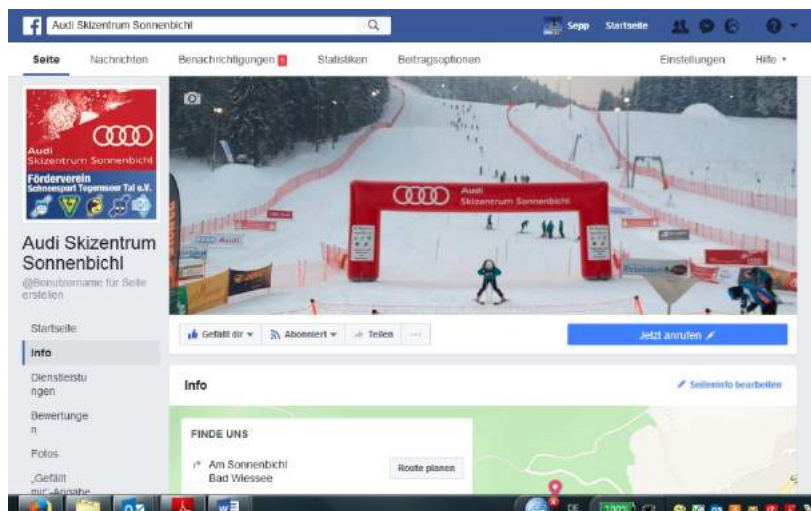 Audi Skizentrum Sonnenbichl
Sepp
Startseite
Seite
Nachrichten
Benachrichtigungen
Statistiken
Beitragsoptionen
Einstellungen
Hilfe
Audi
Skizentrum Sonnenbichl
Förderverein
Schneesport Tegernseer Tal e.V.
Audi
Skizentrum Sonnenbichl
Audi Skizentrum
Sonnenbichl
@Benutzername für Seite
erstellen
Startseite
Info
Dienstleistu
ngen
Bewertunge
n
Fotos
„Gefällt
mir“-Angabe
Gefällt dir
Abonniert
Teilen
Jetzt anrufen
Info
Seiteninfo bearbeiten
FINDE UNS
Am Sonnenbichl
Bad Wiessee
Route planen
DE
100%